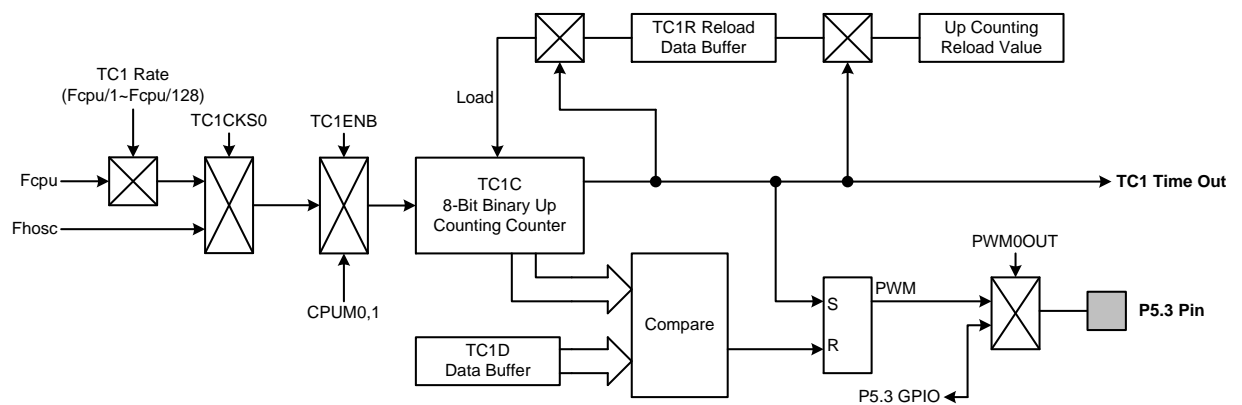 TC1R Reload
Data Buffer
Up Counting
Reload Value
TC1 Rate
(Fcpu/1~Fcpu/128)
Load
TC1CKS0
TC1ENB
Fcpu
TC1C
8-Bit Binary Up
Counting Counter
TC1 Time Out
Fhosc
PWM0OUT
CPUM0,1
Compare
S
PWM
R
P5.3 Pin
TC1D
Data Buffer
P5.3 GPIO